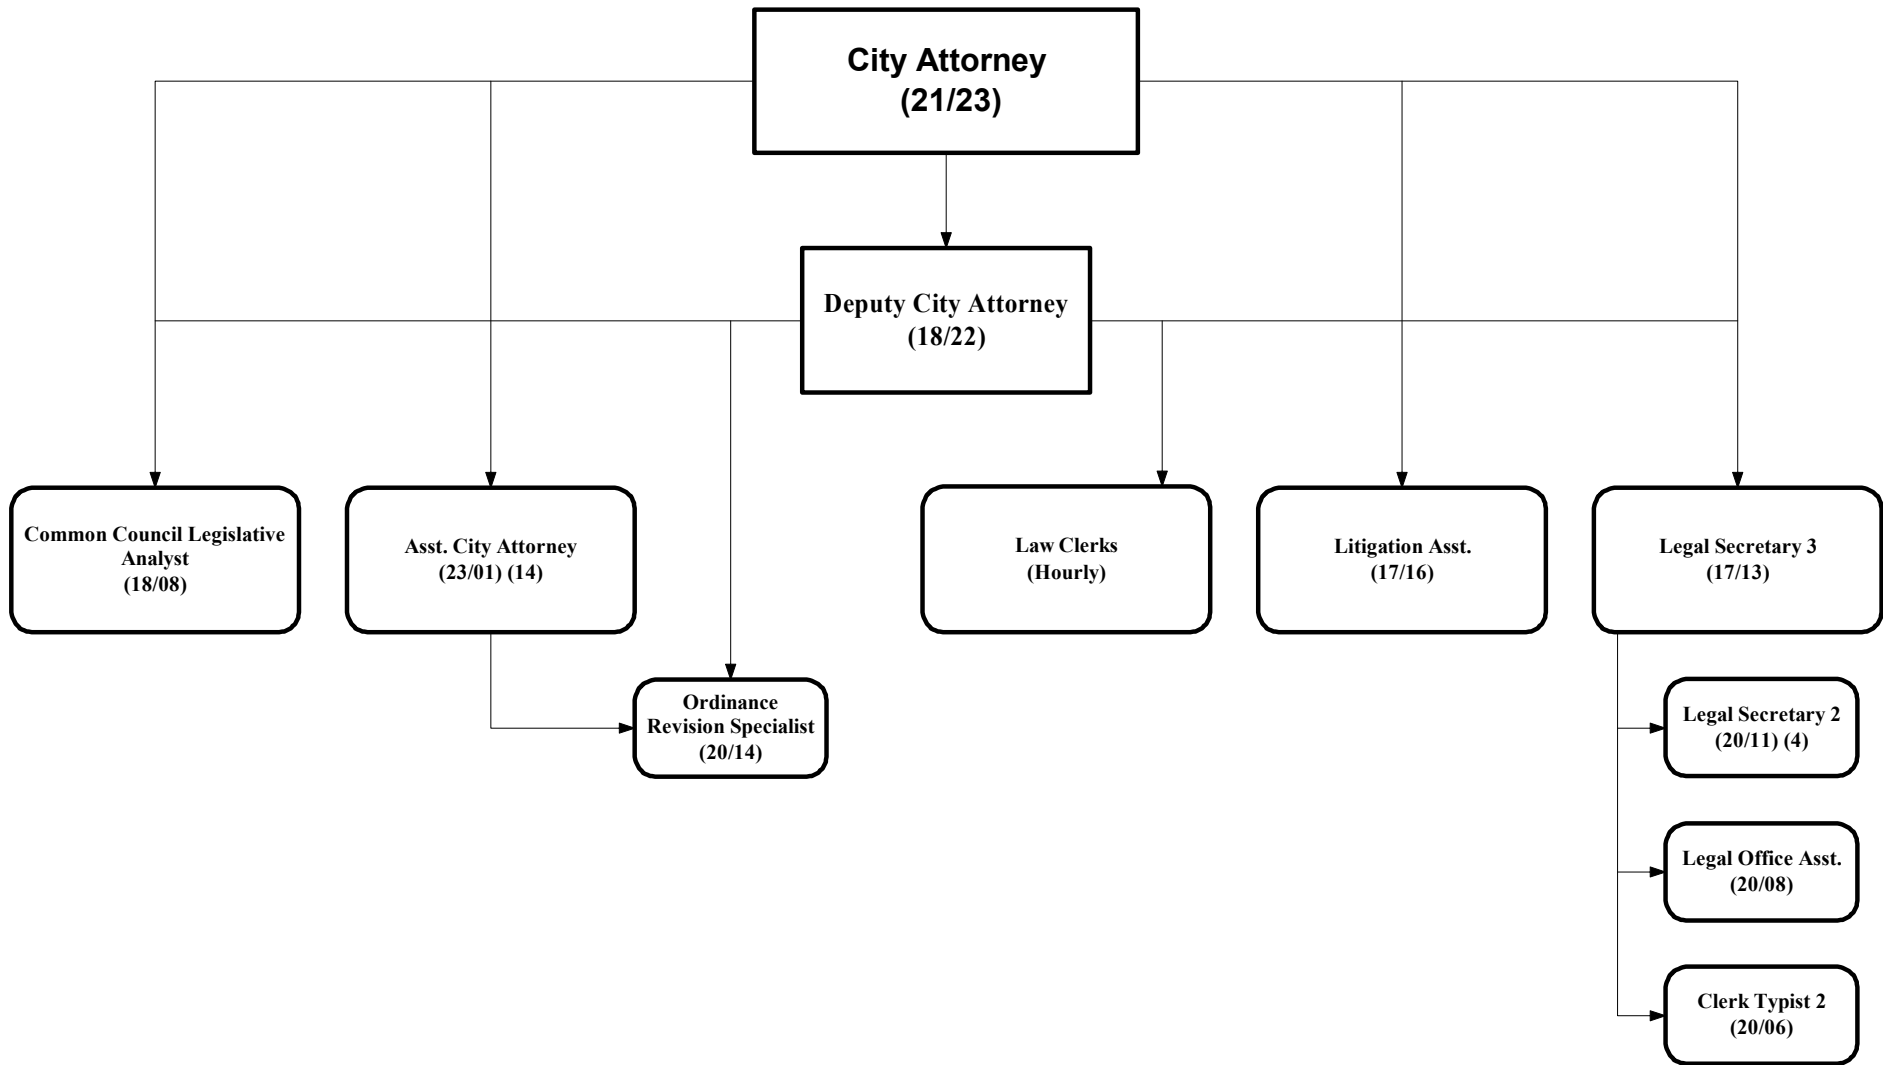 City Attorney
(21/23)
Deputy City Attorney
(18/22)
Common Council Legislative
Analyst
(18/08)
Asst. City Attorney
(23/01) (14)
Law Clerks
(Hourly)
Litigation Asst.
(17/16)
Legal Secretary 3
(17/13)
Ordinance
Revision Specialist
(20/14)
Legal Secretary 2
(20/11) (4)
Legal Office Asst.
(20/08)
Clerk Typist 2
(20/06)